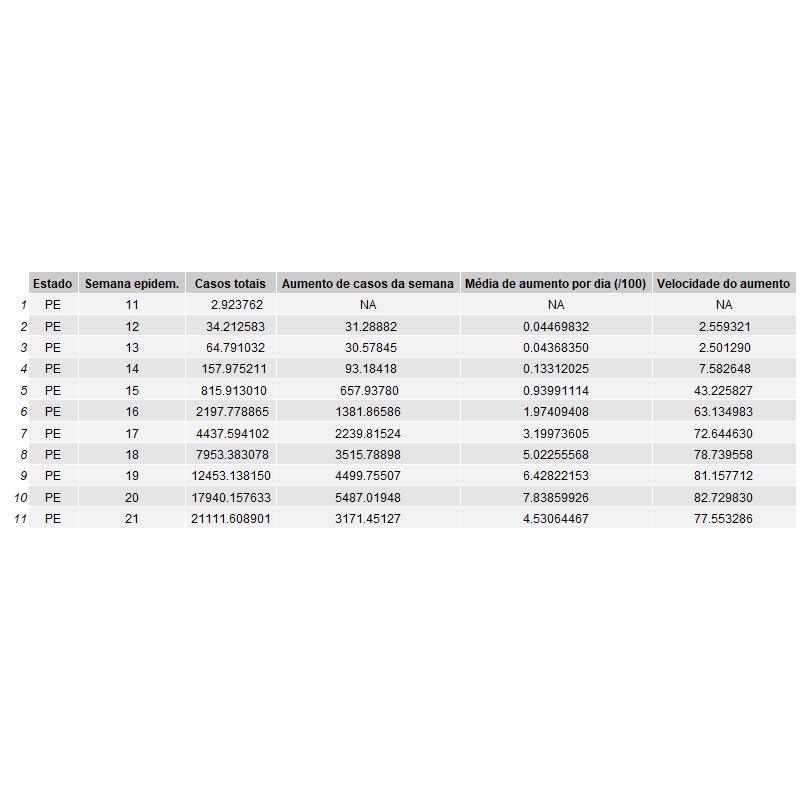 Estado Semana epidem. Casos totais Aumento de casos da semana Média de aumento por dia (/100) Velocidade do aumento
1 PE 11 2.923762 NA NA NA
2 PE 12 34.212583 31.28882 0.04469832 2.559321
3 PE 13 64.791032 30.57845 0.04368350 2.501290
4 PE 14 157.975211 93.18418 0.13312025 7.582648
5 PE 15 815.913010 657.93780 0.93991114 43.225827
6 PE 16 2197.778865 1381.86586 1.97409408 63.134983
7 PE 17 4437.594102 2239.81524 3.19973605 72.644630
8 PE 18 7953.383078 3515.78898 5.02255568 78.739558
9 PE 19 12453.138150 4499.75507 6.42822153 81.157712
10 PE 20 17940.157633 5487.01948 7.83859926 82.729830
11 PE 21 21111.608901 3171.45127 4.53064467 77.553286